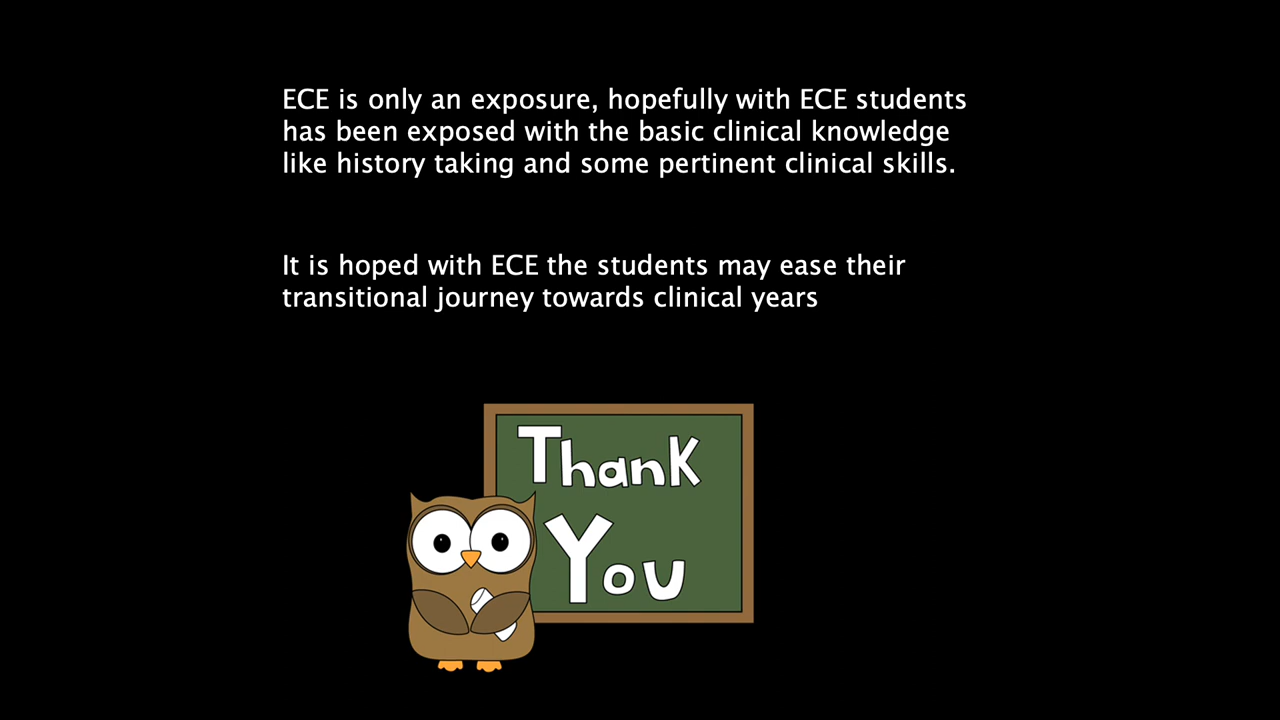 ECE is only an exposure, hopefully with ECE students
has been exposed with the basic clinical knowledge
like history taking and some pertinent clinical skills.
It is hoped with ECE the students may ease their
transitional journey towards clinical years
Thank
You